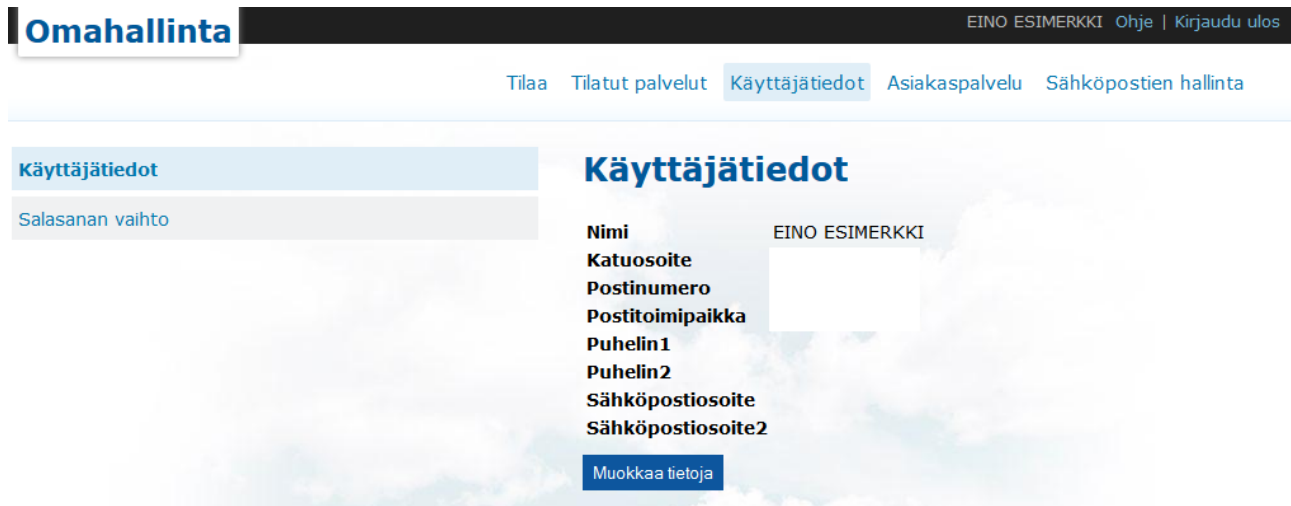 Omahallinta
EINO ESIMERKKI Ohje | Kirjaudu ulos
Tilaa Tilatut palvelut Käyttäjätiedot Asiakaspalvelu Sähköpostien hallinta
Käyttäjätiedot
Salasanan vaihto
Käyttäjätiedot
Nimi EINO ESIMERKKI
Katuosoite
Postinumero
Postitoimipaikka
Puhelin1
Puhelin2
Sähköpostiosoite
Sähköpostiosoite2
Muokkaa tietoja